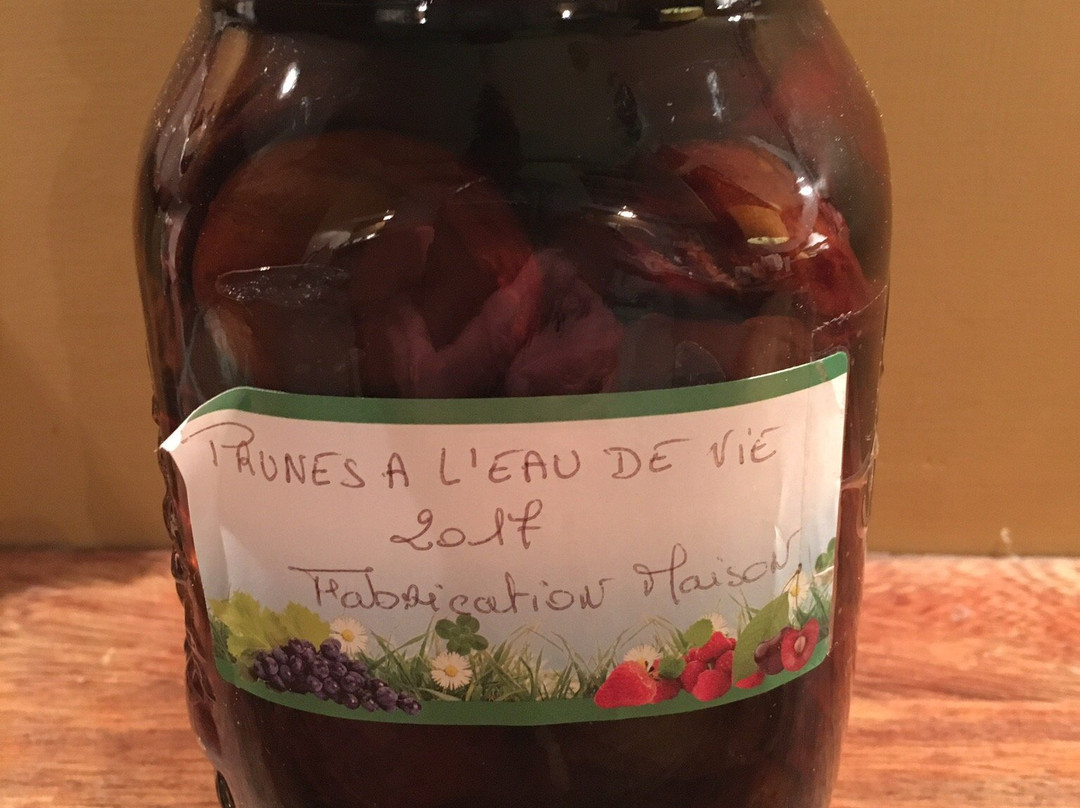 PRUNES A L'EAU DE VIE
2017
Fabrication Maison